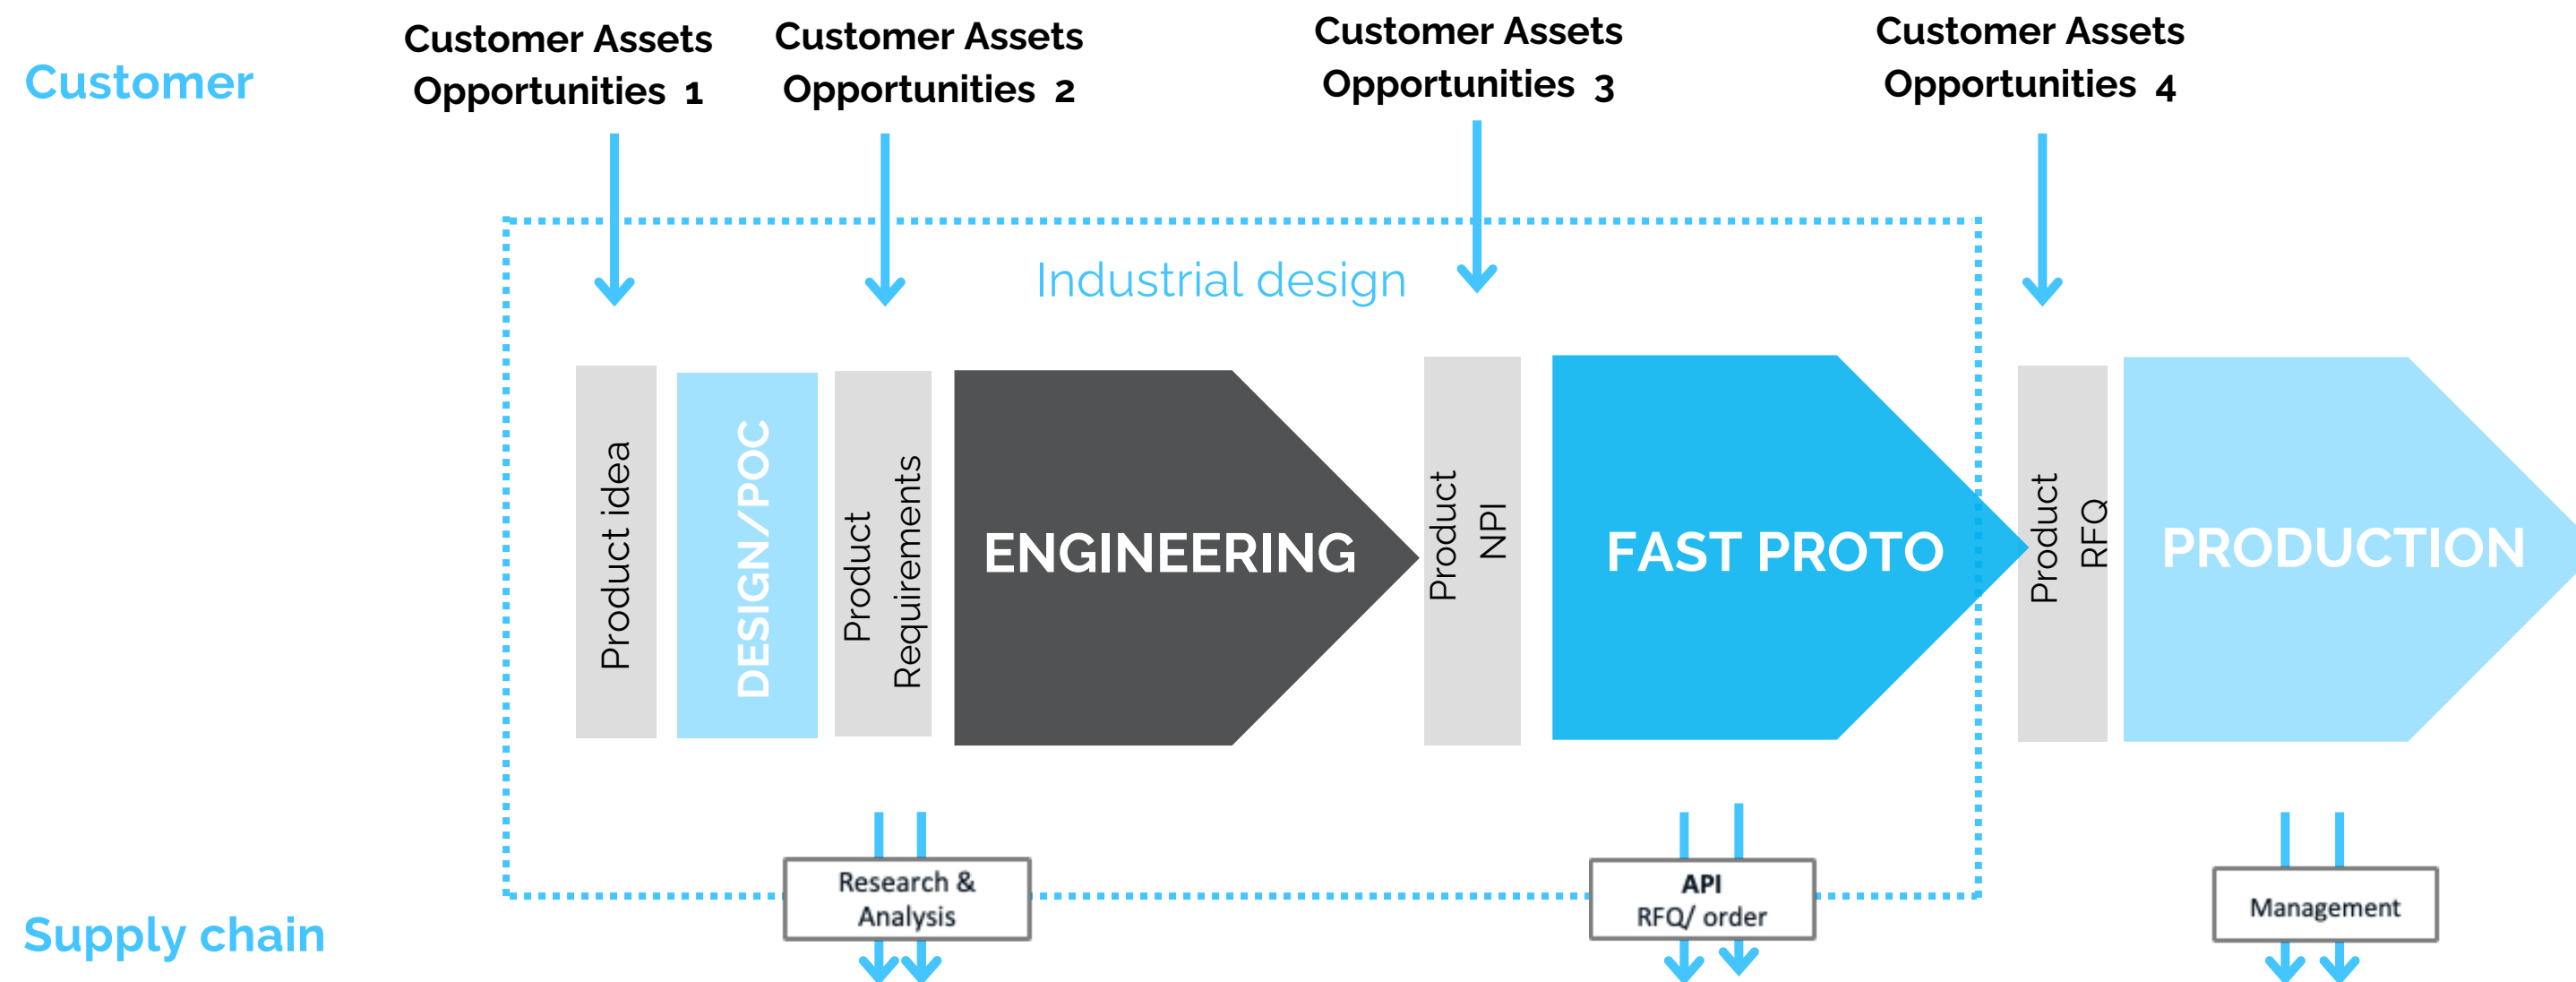 Customer
Customer Assets
Opportunities 1
Customer Assets
Opportunities 2
Customer Assets
Opportunities 3
Customer Assets
Opportunities 4
Industrial design
Product idea
DESIGN/POC
Product
Requirements
ENGINEERING
Product
NPI
FAST PROTO
Product
RFQ
PRODUCTION
Research &
Analysis
API
RFQ/ order
Management
Supply chain